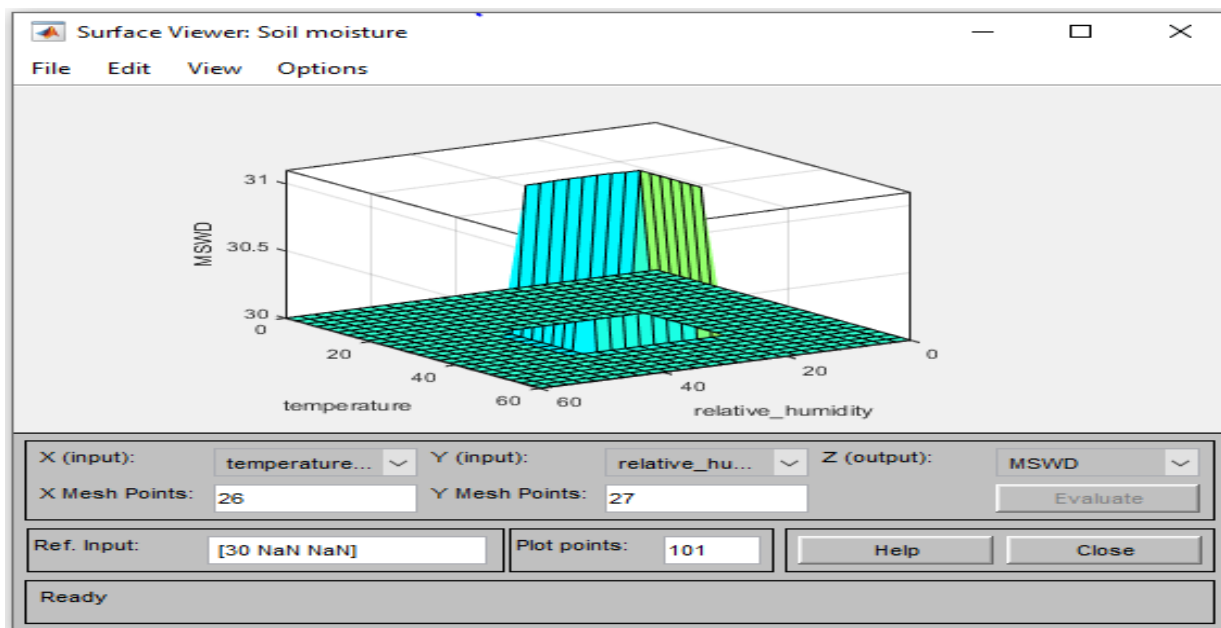 Surface Viewer: Soil moisture
File Edit View Options
31
30.5
30
MSWD
0
20
40
60
temperature
60
40
20
0
relative_humidity
X (input): temperature... Y (input): relative_hu... Z (output): MSWD
X Mesh Points: 26 Y Mesh Points: 27 Evaluate
Ref. Input: [30 NaN NaN] Plot points: 101 Help Close
Ready